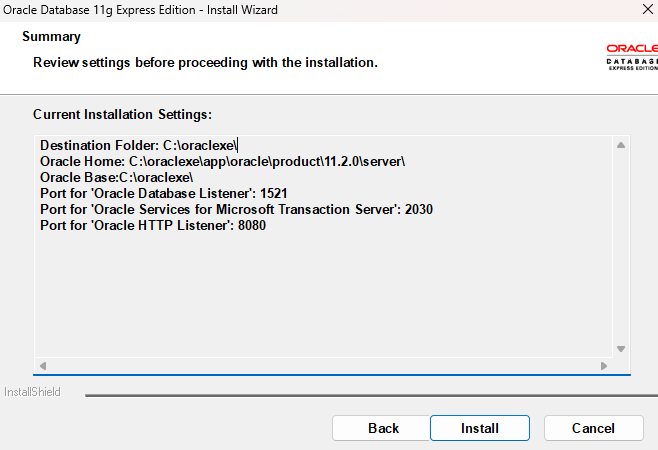 Oracle Database 11g Express Edition - Install Wizard
Summary
Review settings before proceeding with the installation.
ORACLE
DATABASE
EXPRESS EDITION
Current Installation Settings:
Destination Folder: C:\oraclexe\
Oracle Home: C:\oraclexe\app\oracle\product\11.2.0\server\
Oracle Base:C:\oraclexe\
Port for 'Oracle Database Listener': 1521
Port for 'Oracle Services for Microsoft Transaction Server': 2030
Port for 'Oracle HTTP Listener': 8080
InstallShield
Back Install Cancel